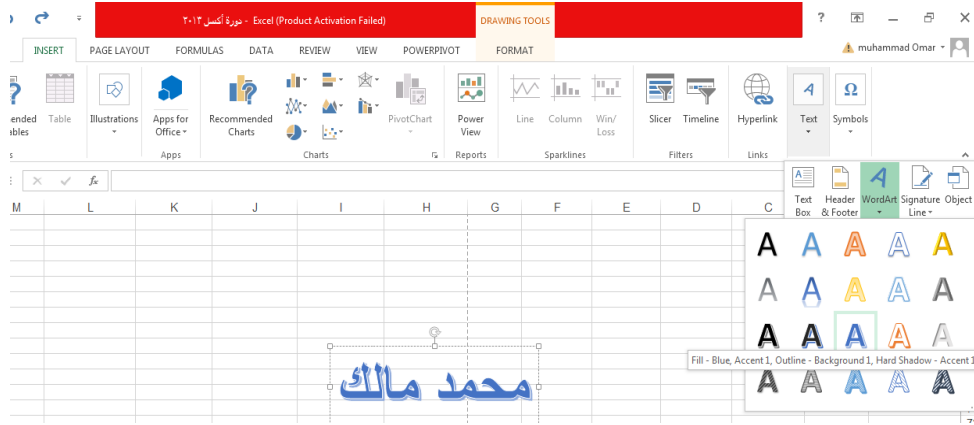 دورة أكسل ٢٠١٣ - Excel (Product Activation Failed)
DRAWING TOOLS
?
INSERT PAGE LAYOUT FORMULAS DATA REVIEW VIEW POWERPIVOT FORMAT
muhammad Omar
Table
Illustrations
Apps for Office
Recommended Charts
PivotChart
Power View
Line
Column
Win/Loss
Slicer
Timeline
Hyperlink
Text
Symbols
Apps Charts Reports Sparklines Filters Links
fx
Text Box
Header & Footer
WordArt
Signature Line
Object
M L K J I H G F E D C
A A A A A
A A A A A
A A A A A
Fill - Blue, Accent 1, Outline - Background 1, Hard Shadow - Accent 1
A A A A A
محمد مالك